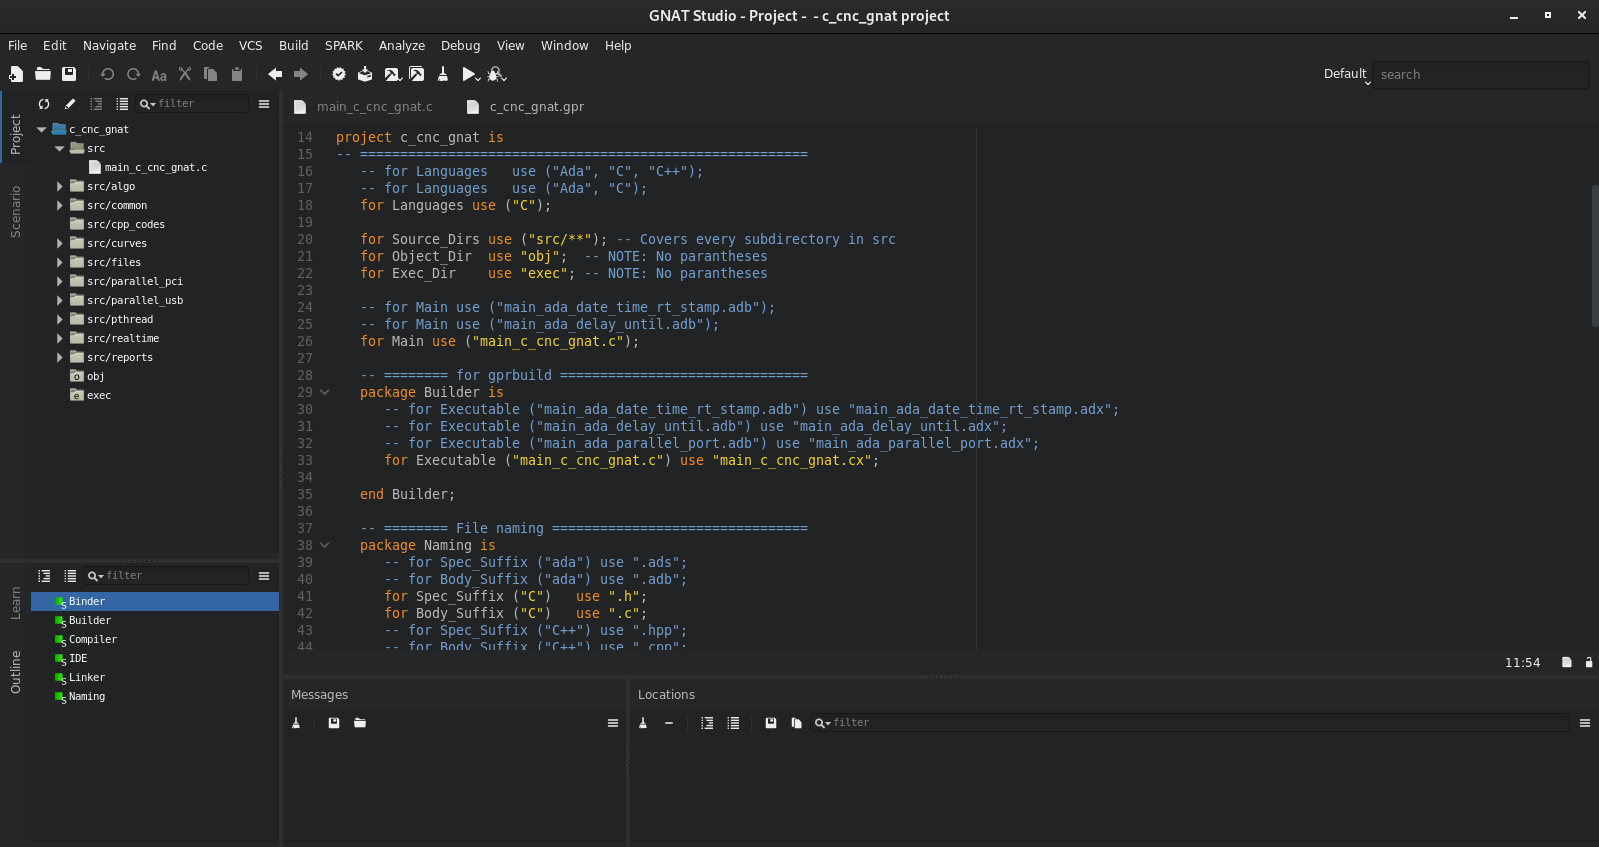 GNAT Studio - Project -  - c_cnc_gnat project
File Edit Navigate Find Code VCS Build SPARK Analyze Debug View Window Help
Aa
Default
search
Project
Scenario
filter
c_cnc_gnat
src
main_c_cnc_gnat.c
src/algo
src/common
src/cpp_codes
src/curves
src/files
src/parallel_pci
src/parallel_usb
src/pthread
src/realtime
src/reports
obj
exec
Learn
Outline
filter
Binder
Builder
Compiler
IDE
Linker
Naming
main_c_cnc_gnat.c c_cnc_gnat.gpr
14 project c_cnc_gnat is
15 -- ========================================================
16 -- for Languages   use ("Ada", "C", "C++");
17 -- for Languages   use ("Ada", "C");
18 for Languages use ("C");
19
20 for Source_Dirs use ("src/**"); -- Covers every subdirectory in src
21 for Object_Dir  use "obj";  -- NOTE: No parantheses
22 for Exec_Dir    use "exec"; -- NOTE: No parantheses
23
24 -- for Main use ("main_ada_date_time_rt_stamp.adb");
25 -- for Main use ("main_ada_delay_until.adb");
26 for Main use ("main_c_cnc_gnat.c");
27
28 -- ======== for gprbuild ===============================
29 package Builder is
30 -- for Executable ("main_ada_date_time_rt_stamp.adb") use "main_ada_date_time_rt_stamp.adx";
31 -- for Executable ("main_ada_delay_until.adb") use "main_ada_delay_until.adx";
32 -- for Executable ("main_ada_parallel_port.adb") use "main_ada_parallel_port.adx";
33 for Executable ("main_c_cnc_gnat.c") use "main_c_cnc_gnat.cx";
34
35 end Builder;
36
37 -- ======== File naming ================================
38 package Naming is
39 -- for Spec_Suffix ("ada") use ".ads";
40 -- for Body_Suffix ("ada") use ".adb";
41 for Spec_Suffix ("C")   use ".h";
42 for Body_Suffix ("C")   use ".c";
43 -- for Spec_Suffix ("C++") use ".hpp";
44 -- for Body_Suffix ("C++") use ".cpp";
11:54
Messages
Locations
filter